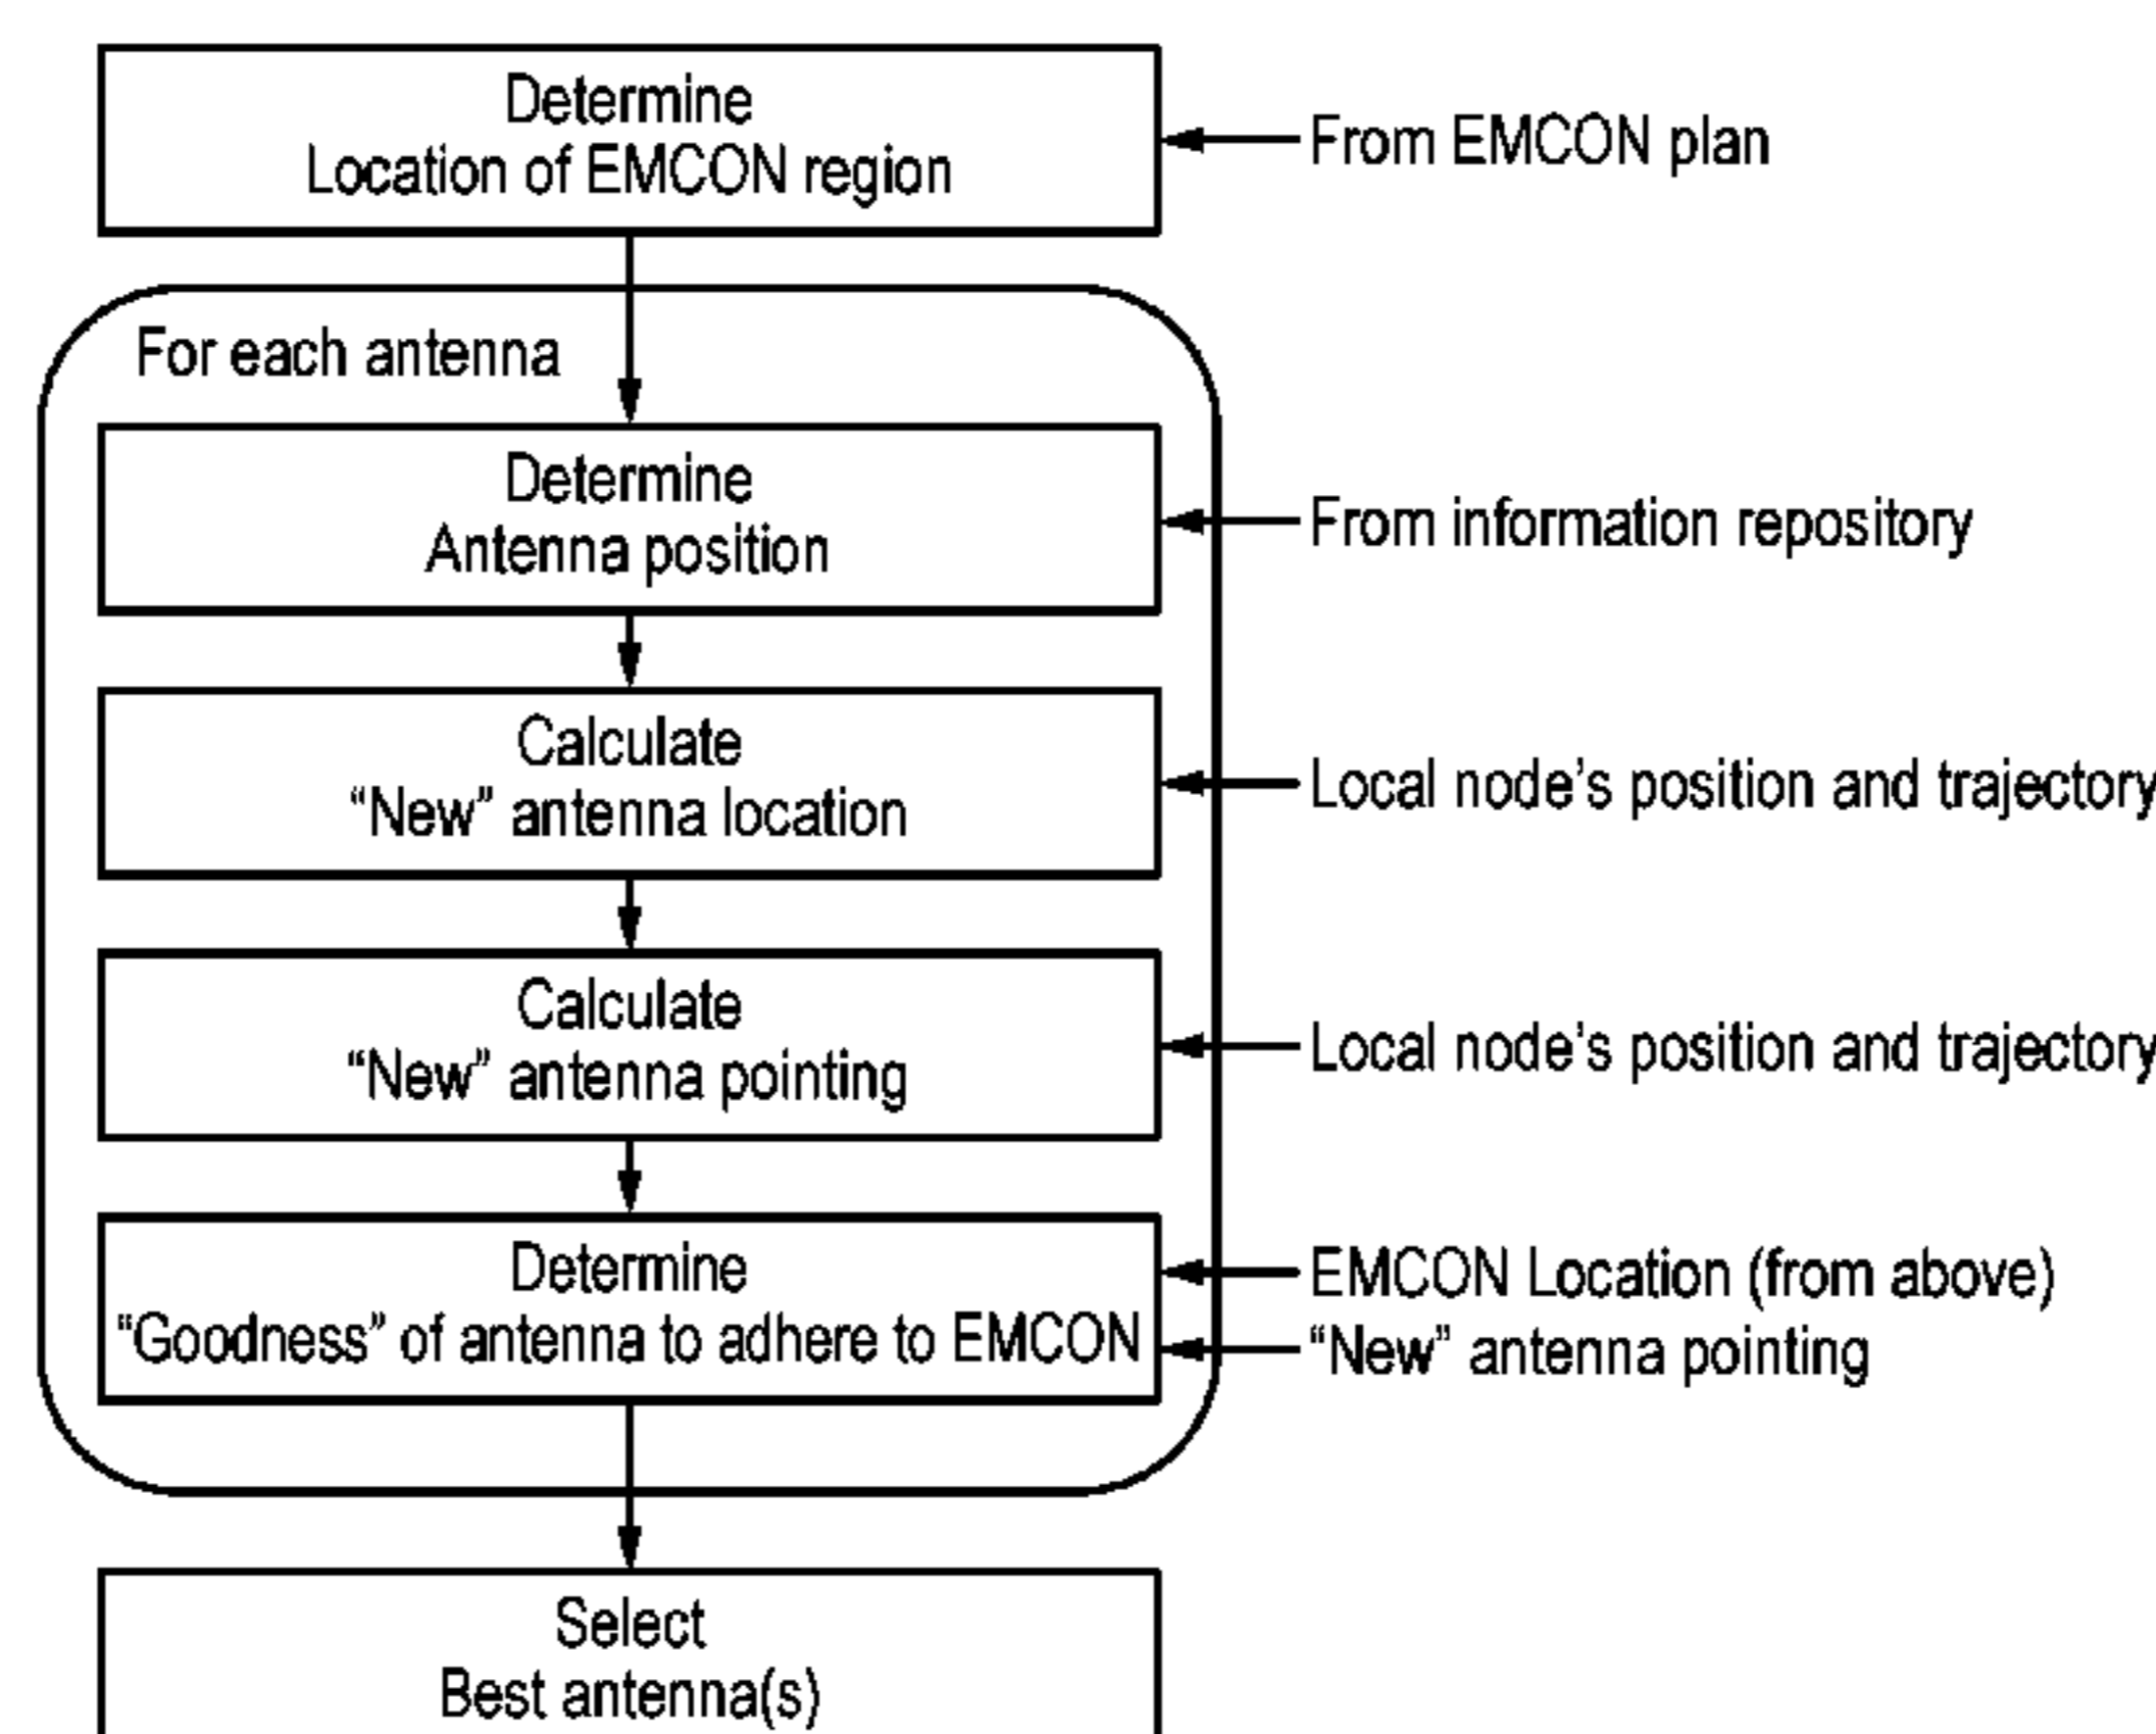 Determine
Location of EMCON region
From EMCON plan
For each antenna
Determine
Antenna position
From information repository
Calculate
“New” antenna location
Local node's position and trajectory
Calculate
“New” antenna pointing
Local node's position and trajectory
Determine
“Goodness” of antenna to adhere to EMCON
EMCON Location (from above)
“New” antenna pointing
Select
Best antenna(s)